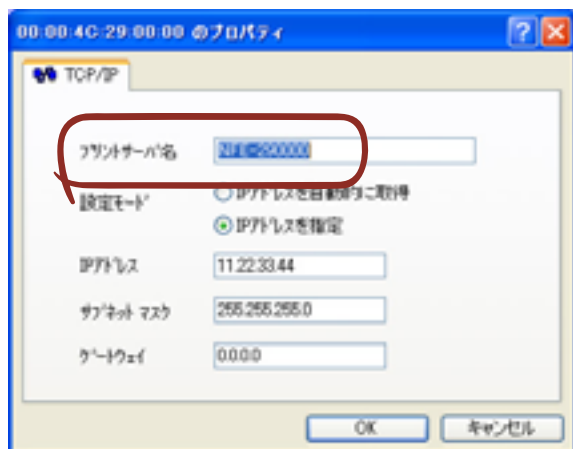 00:00:4C:29:00:00 のプロパティ
TCP/IP
プリントサーバ名
設定モード IPアドレスを自動的に取得
IPアドレスを指定
IPアドレス 11.22.33.44
サブネット マスク 255.255.255.0
ゲートウェイ 0.0.0.0
OK キャンセル